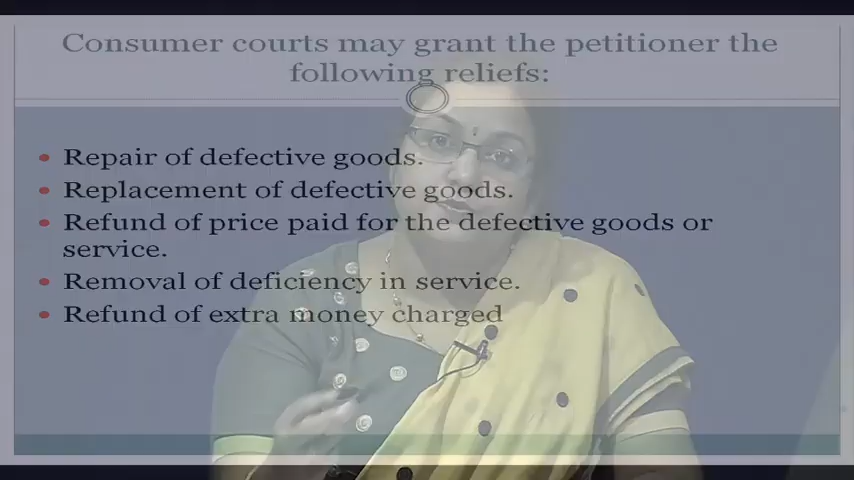 Consumer courts may grant the petitioner the
following reliefs:
Repair of defective goods.
Replacement of defective goods.
Refund of price paid for the defective goods or
service.
Removal of deficiency in service.
Refund of extra money charged